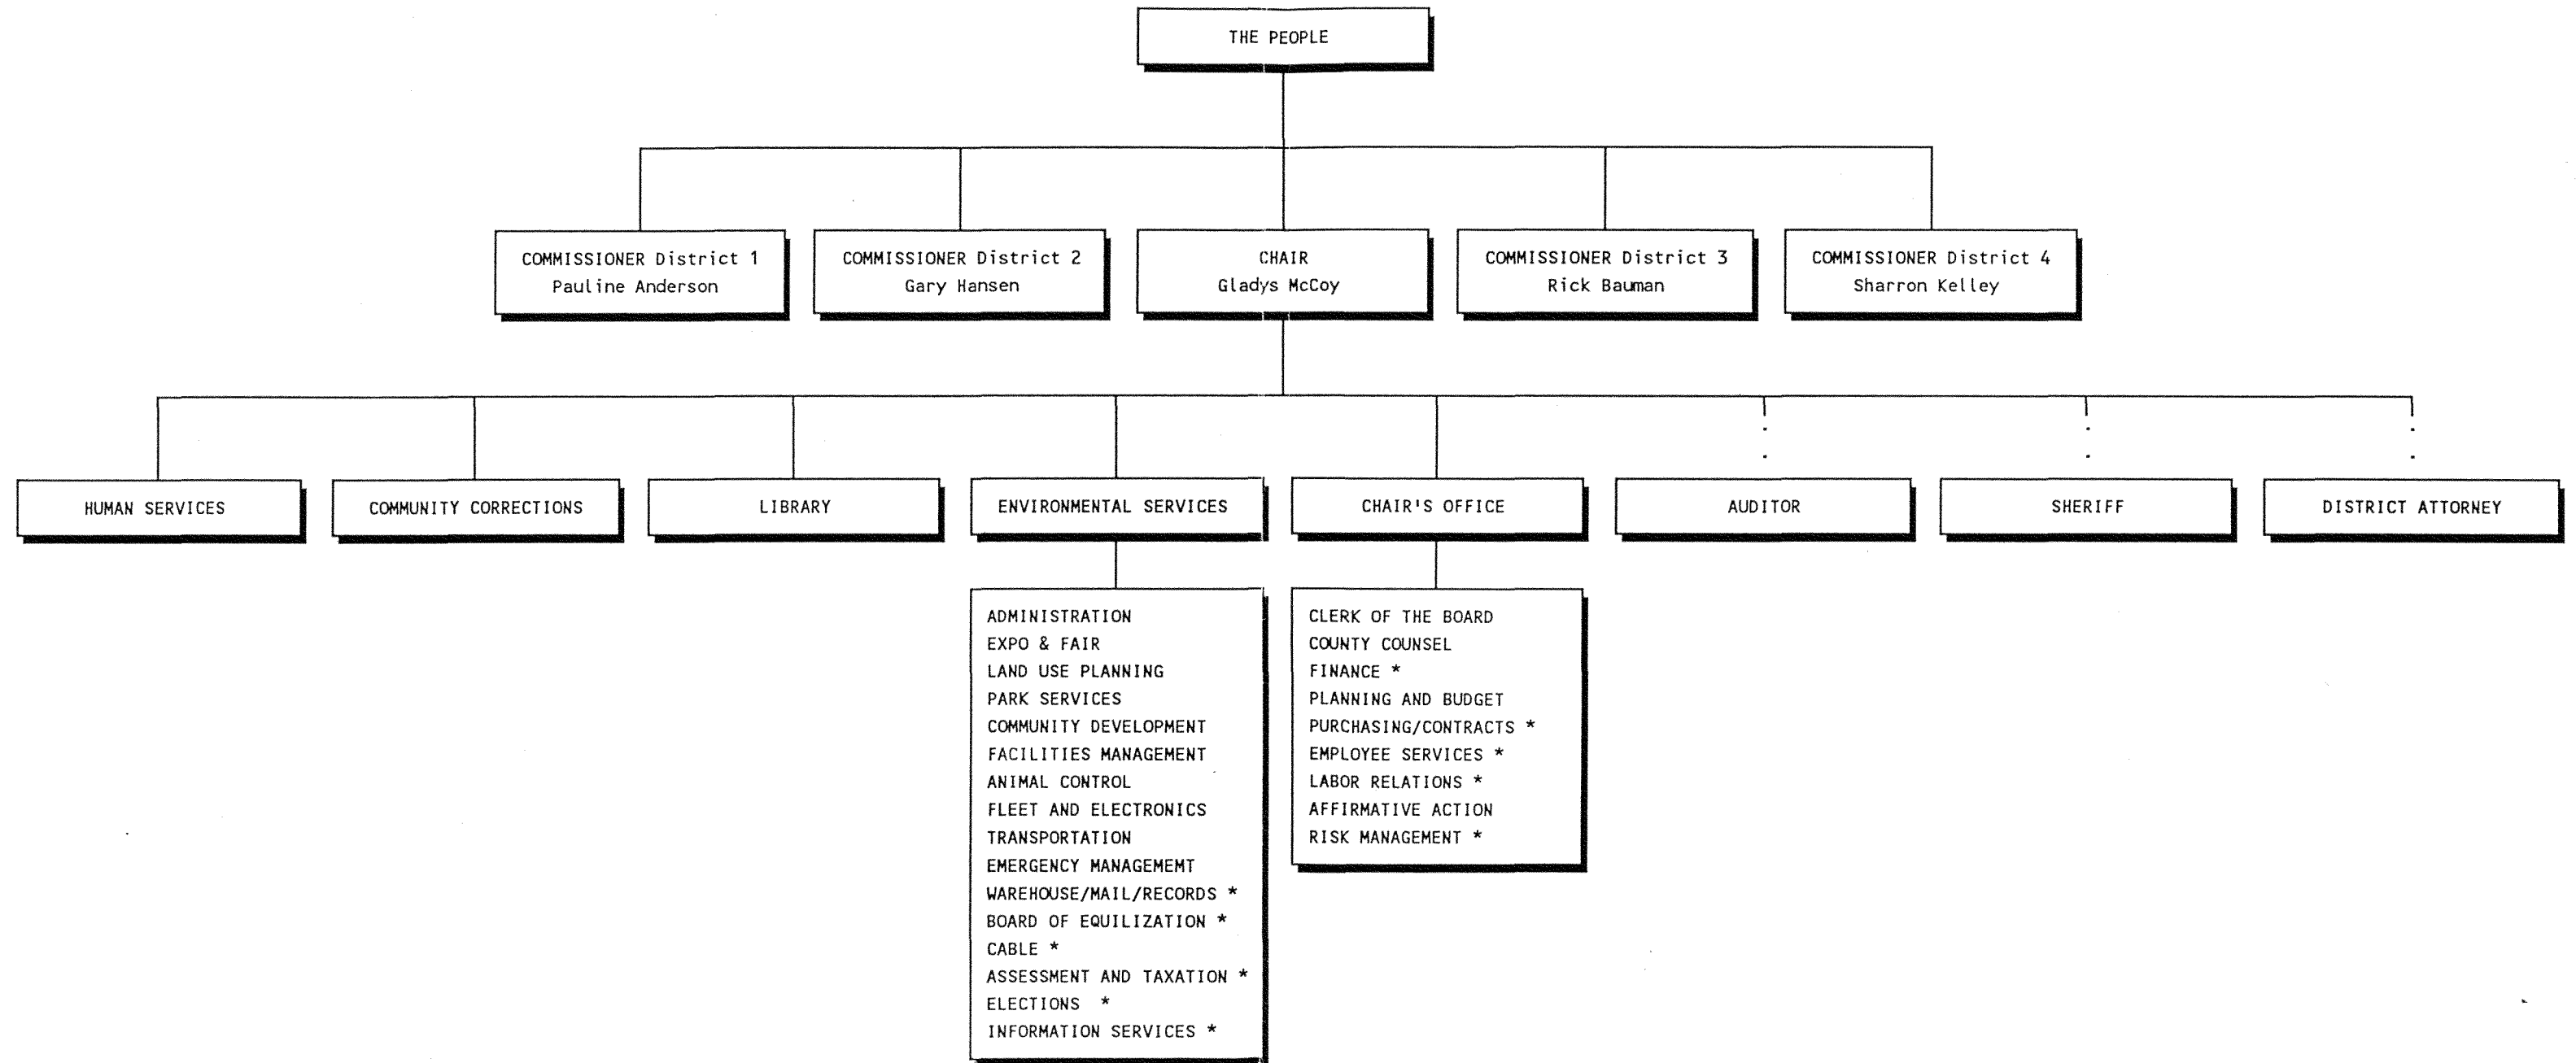 THE PEOPLE
COMMISSIONER District 1
Pauline Anderson
COMMISSIONER District 2
Gary Hansen
CHAIR
Gladys McCoy
COMMISSIONER District 3
Rick Bauman
COMMISSIONER District 4
Sharron Kelley
HUMAN SERVICES
COMMUNITY CORRECTIONS
LIBRARY
ENVIRONMENTAL SERVICES
CHAIR'S OFFICE
AUDITOR
SHERIFF
DISTRICT ATTORNEY
ADMINISTRATION
EXPO & FAIR
LAND USE PLANNING
PARK SERVICES
COMMUNITY DEVELOPMENT
FACILITIES MANAGEMENT
ANIMAL CONTROL
FLEET AND ELECTRONICS
TRANSPORTATION
EMERGENCY MANAGEMEMT
WAREHOUSE/MAIL/RECORDS *
BOARD OF EQUILIZATION *
CABLE *
ASSESSMENT AND TAXATION *
ELECTIONS *
INFORMATION SERVICES *
CLERK OF THE BOARD
COUNTY COUNSEL
FINANCE *
PLANNING AND BUDGET
PURCHASING/CONTRACTS *
EMPLOYEE SERVICES *
LABOR RELATIONS *
AFFIRMATIVE ACTION
RISK MANAGEMENT *